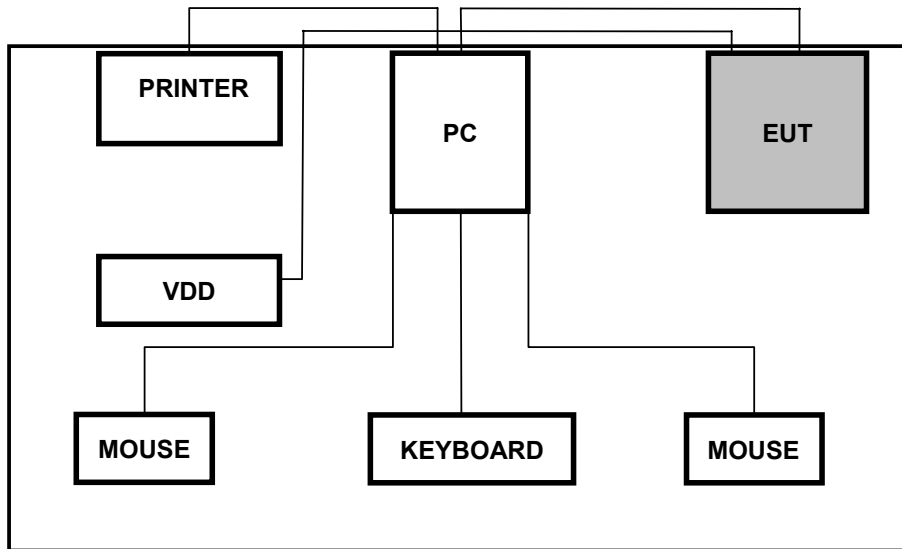 PRINTER
PC
EUT
VDD
MOUSE
KEYBOARD
MOUSE